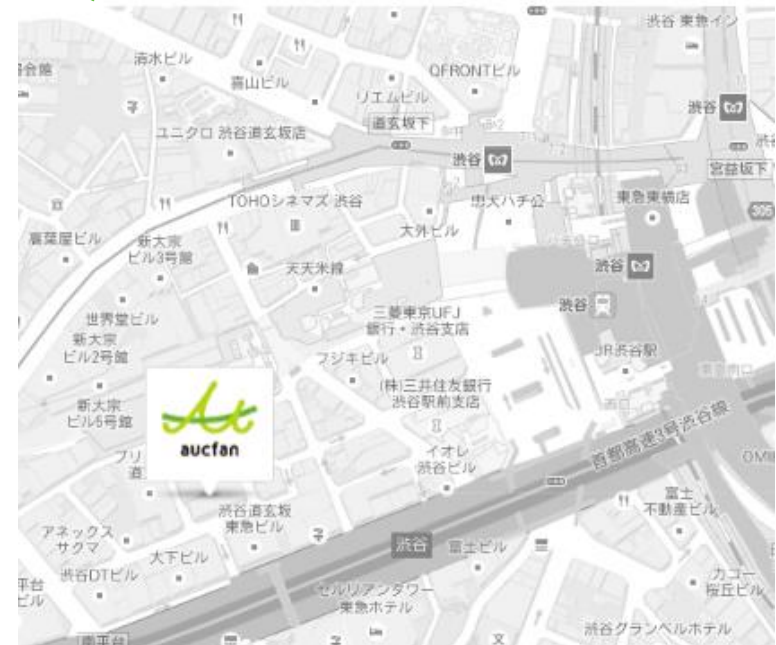 渋谷 東急イン
会館
清水ビル
QFRONTビル
喜山ビル
リエムビル
道玄坂下
渋谷
ユニクロ 渋谷道玄坂店
渋谷
宮益坂下
TOHOシネマズ 渋谷
忠犬ハチ公
東急東横店
305
大外ビル
新大宗
ビル3号館
天天米線
渋谷
渋谷
世界堂ビル
三菱東京UFJ
銀行・渋谷支店
新大宗
ビル2号館
フジキビル
JR渋谷駅
(株)三井住友銀行
渋谷駅前支店
新大宗
ビル5号館
aucfan
西口
首都高速3号渋谷線
イオレ
渋谷ビル
渋谷道玄坂
東急ビル
富士
不動産ビル
アネックス
サクマ
大下ビル
渋谷
富士ビル
渋谷DTビル
カコー
桜丘ビル
セルリアンタワー
東急ホテル
渋谷グランベルホテル
南平台